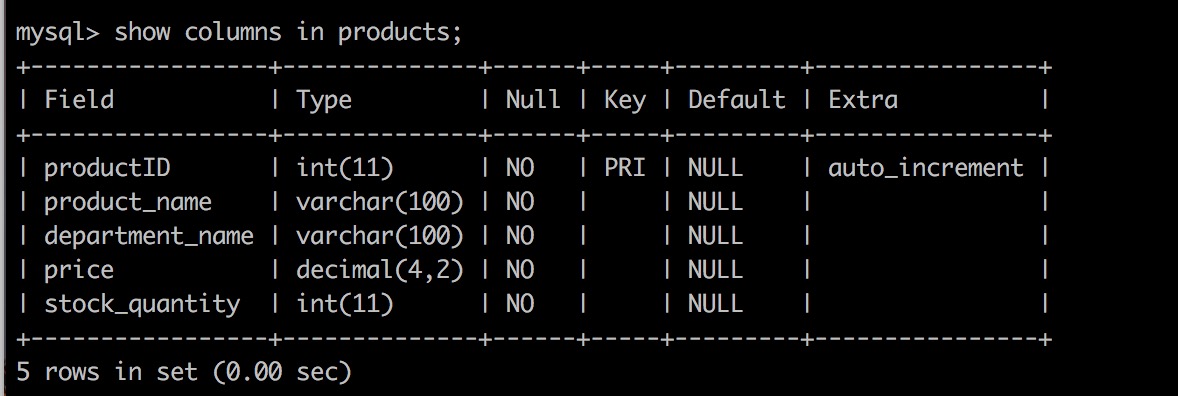 mysql> show columns in products;
+-----------------+--------------+------+-----+---------+----------------+
| Field           | Type         | Null | Key | Default | Extra          |
+-----------------+--------------+------+-----+---------+----------------+
| productID       | int(11)      | NO   | PRI | NULL    | auto_increment |
| product_name    | varchar(100) | NO   |     | NULL    |                |
| department_name | varchar(100) | NO   |     | NULL    |                |
| price           | decimal(4,2) | NO   |     | NULL    |                |
| stock_quantity  | int(11)      | NO   |     | NULL    |                |
+-----------------+--------------+------+-----+---------+----------------+
5 rows in set (0.00 sec)